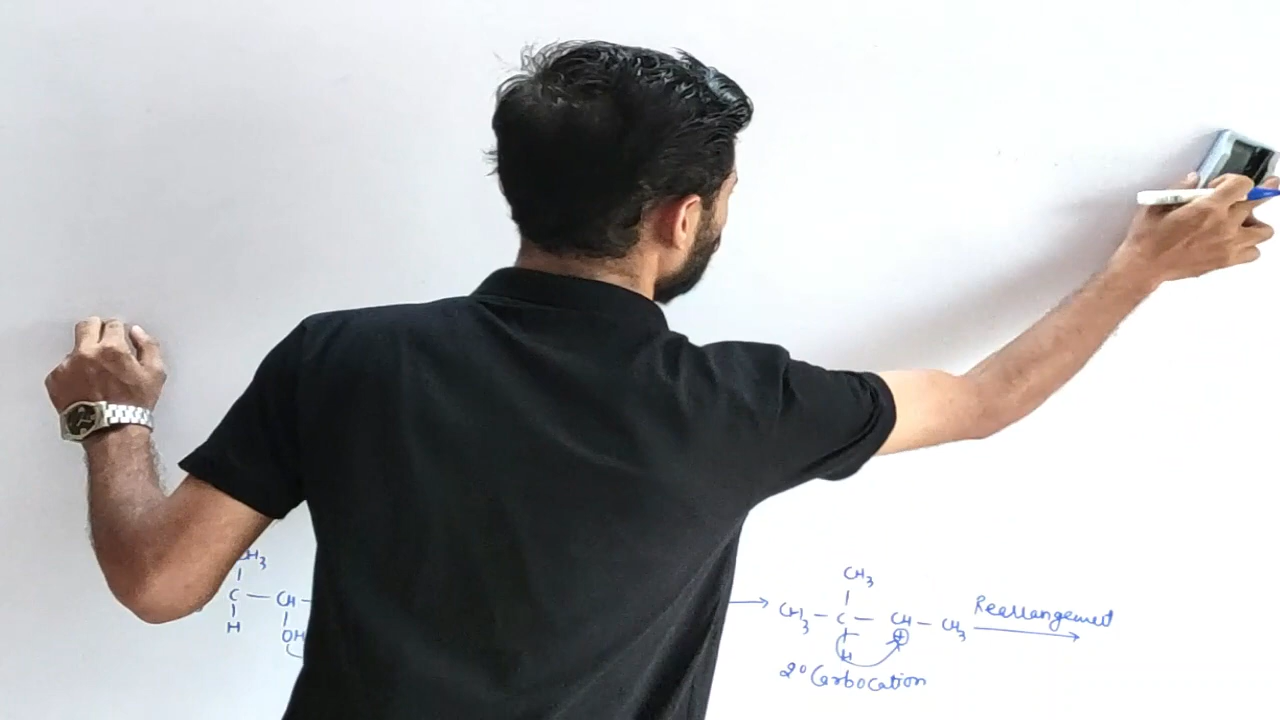 CH3
C — CH —
H
OH
CH3
CH3 — C — CH — CH3
⊕
H
2° Carbocation
Rearrangement